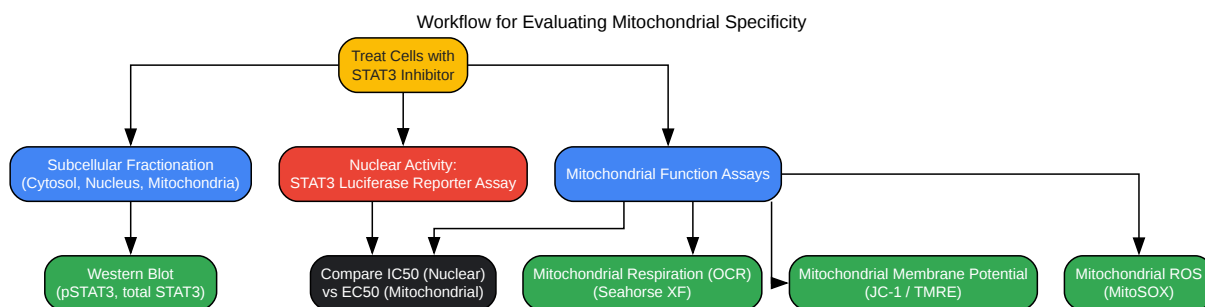 Workflow for Evaluating Mitochondrial Specificity
Treat Cells with
STAT3 Inhibitor
Subcellular Fractionation
(Cytosol, Nucleus, Mitochondria)
Nuclear Activity:
STAT3 Luciferase Reporter Assay
Mitochondrial Function Assays
Western Blot
(pSTAT3, total STAT3)
Compare IC50 (Nuclear)
vs EC50 (Mitochondrial)
Mitochondrial Respiration (OCR)
(Seahorse XF)
Mitochondrial Membrane Potential
(JC-1 / TMRE)
Mitochondrial ROS
(MitoSOX)